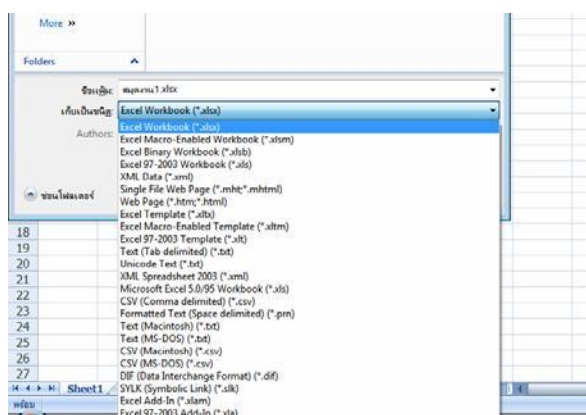 More »
Folders
ชื่อแฟ้ม: สมุดงาน1.xlsx
เก็บเป็นชนิด: Excel Workbook (*.xlsx)
Authors:
Excel Workbook (*.xlsx)
Excel Macro-Enabled Workbook (*.xlsm)
Excel Binary Workbook (*.xlsb)
Excel 97-2003 Workbook (*.xls)
XML Data (*.xml)
Single File Web Page (*.mht;*.mhtml)
Web Page (*.htm;*.html)
Excel Template (*.xltx)
Excel Macro-Enabled Template (*.xltm)
Excel 97-2003 Template (*.xlt)
Text (Tab delimited) (*.txt)
Unicode Text (*.txt)
XML Spreadsheet 2003 (*.xml)
Microsoft Excel 5.0/95 Workbook (*.xls)
CSV (Comma delimited) (*.csv)
Formatted Text (Space delimited) (*.prn)
Text (Macintosh) (*.txt)
Text (MS-DOS) (*.txt)
CSV (Macintosh) (*.csv)
CSV (MS-DOS) (*.csv)
DIF (Data Interchange Format) (*.dif)
SYLK (Symbolic Link) (*.slk)
Excel Add-In (*.xlam)
Excel 97-2003 Add-In (*.xla)
ซ่อนโฟลเดอร์
18
19
20
21
22
23
24
25
26
27
Sheet1
พร้อม